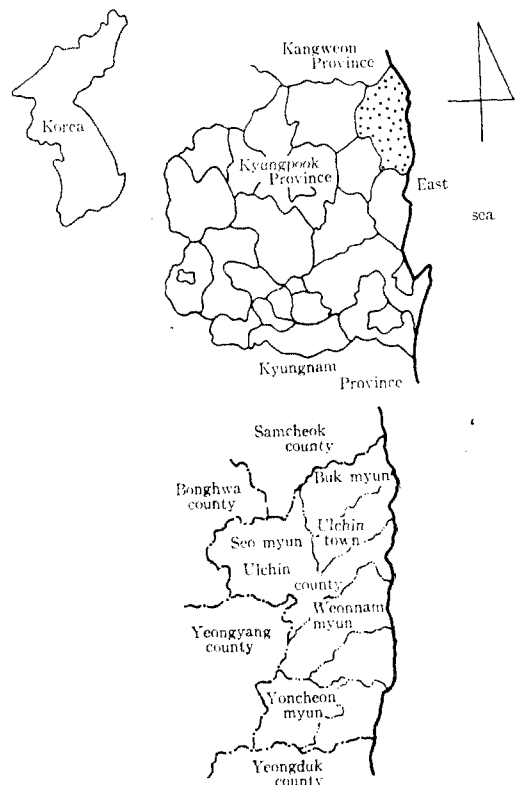 Kangweon
Province
Korea
Kyungpook
Province
East
sea
Kyungnam
Province
Samcheok
county
Buk myun
Bonghwa
county
Ulchin
town
Seo myun
Ulchin
county
Weonnam
myun
Yeongyang
county
Yoncheon
myun
Yeongduk
county